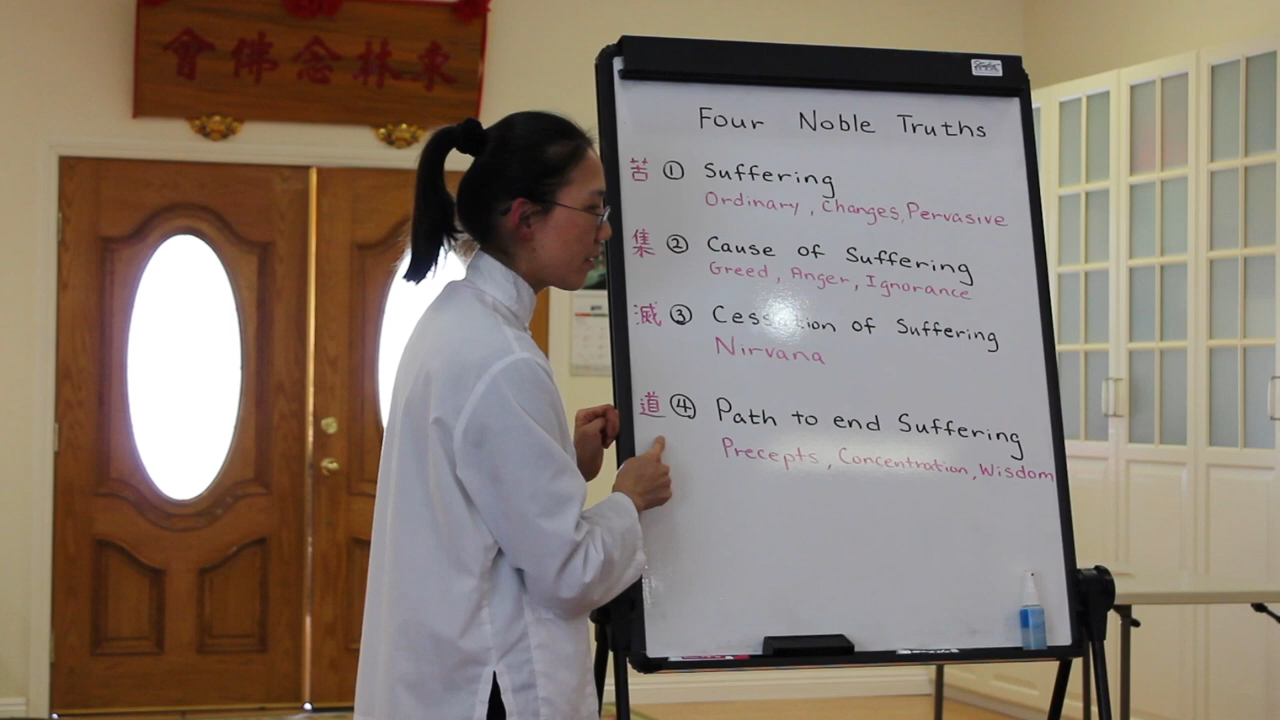 會佛念林東
Four Noble Truths
苦 ① Suffering
Ordinary, Changes, Pervasive
集 ② Cause of Suffering
Greed, Anger, Ignorance
滅 ③ Cessation of Suffering
Nirvana
道 ④ Path to end Suffering
Precepts, Concentration, Wisdom